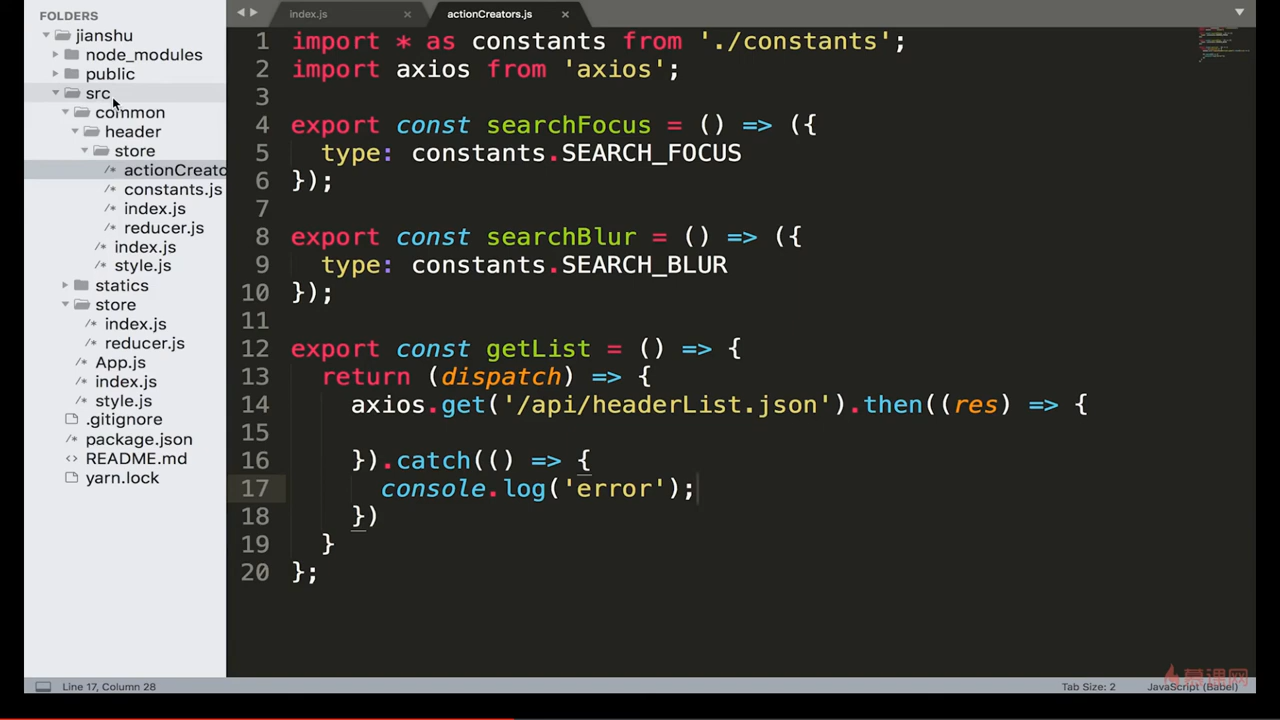 FOLDERS
jianshu
node_modules
public
src
common
header
store
actionCreato
constants.js
index.js
reducer.js
index.js
style.js
statics
store
index.js
reducer.js
App.js
index.js
style.js
.gitignore
package.json
README.md
yarn.lock
index.js
actionCreators.js
1 import * as constants from './constants';
2 import axios from 'axios';
3
4 export const searchFocus = () => ({
5 type: constants.SEARCH_FOCUS
6 });
7
8 export const searchBlur = () => ({
9 type: constants.SEARCH_BLUR
10 });
11
12 export const getList = () => {
13 return (dispatch) => {
14 axios.get('/api/headerList.json').then((res) => {
15
16 }).catch(() => {
17 console.log('error');
18 })
19 }
20 };
Line 17, Column 28
Tab Size: 2
JavaScript (Babel)
慕课网